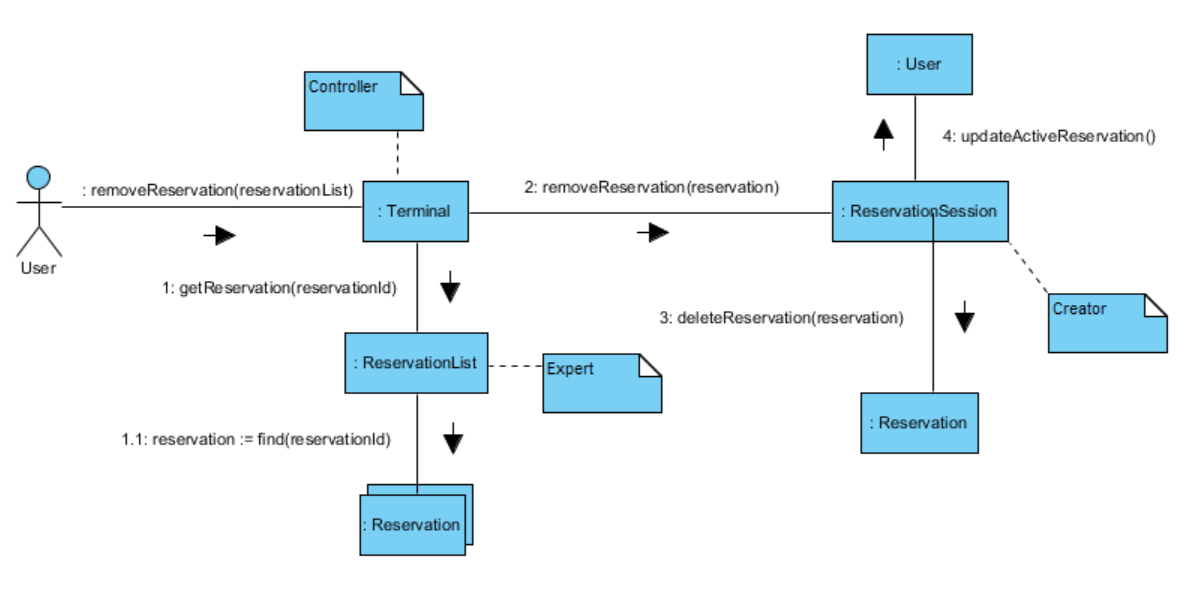 : User
Controller
4: updateActiveReservation()
: removeReservation(reservationList)
2: removeReservation(reservation)
: Terminal
: ReservationSession
User
1: getReservation(reservationId)
3: deleteReservation(reservation)
Creator
: ReservationList
Expert
: Reservation
1.1: reservation := find(reservationId)
: Reservation